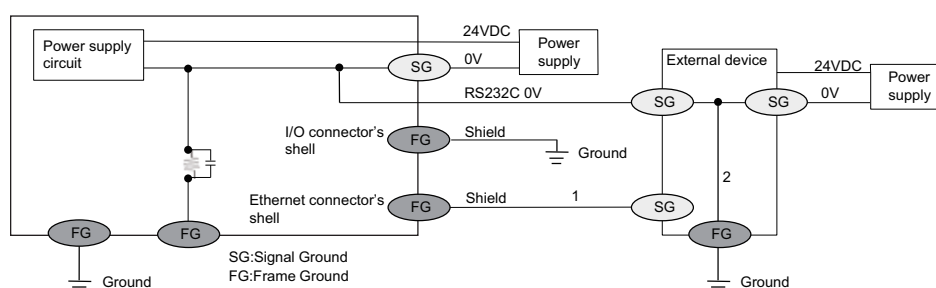 24VDC
Power supply
circuit
SG
0V
Power
supply
External device
24VDC
0V
Power
supply
RS232C 0V
SG
SG
I/O connector's
shell
FG
Shield
Ground
2
Ethernet connector's
shell
FG
Shield
1
SG
FG
FG
FG
SG:Signal Ground
FG:Frame Ground
Ground
Ground